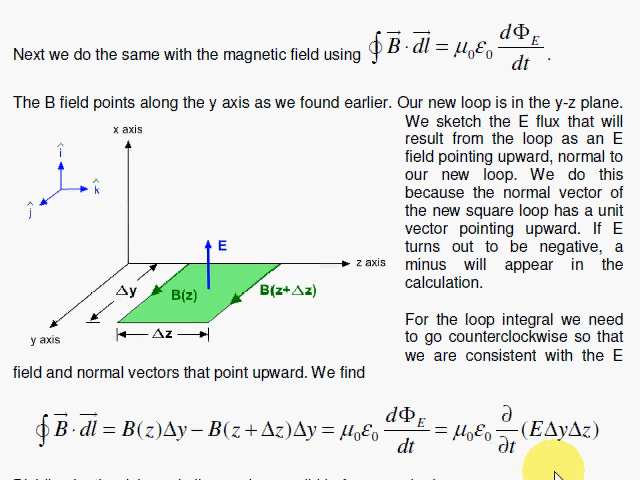 Next we do the same with the magnetic field using ∮ B⃗ · dl⃗ = μ₀ε₀ dΦ_E/dt .
The B field points along the y axis as we found earlier. Our new loop is in the y-z plane.
We sketch the E flux that will
result from the loop as an E
field pointing upward, normal to
our new loop. We do this
because the normal vector of
the new square loop has a unit
vector pointing upward. If E
turns out to be negative, a
minus will appear in the
calculation.
x axis
î
k̂
ĵ
E
z axis
Δy
B(z)
B(z+Δz)
y axis
Δz
For the loop integral we need
to go counterclockwise so that
we are consistent with the E
field and normal vectors that point upward. We find
∮ B⃗ · dl⃗ = B(z)Δy − B(z + Δz)Δy = μ₀ε₀ dΦ_E/dt = μ₀ε₀ ∂/∂t (EΔyΔz)